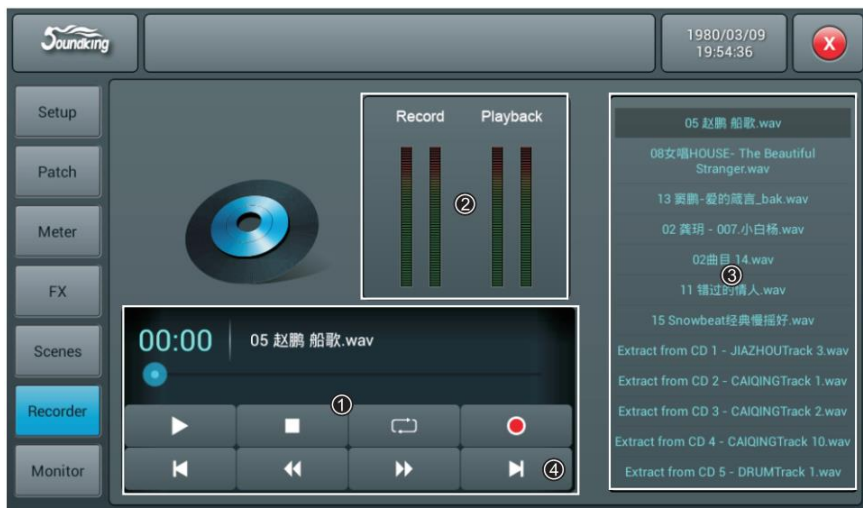 Soundking
1980/03/09
19:54:36
X
Setup
Patch
Meter
FX
Scenes
Recorder
Monitor
Record Playback
②
00:00 05 赵鹏 船歌.wav
①
④
05 赵鹏 船歌.wav
08女唱HOUSE- The Beautiful
Stranger.wav
13 窦鹏-爱的箴言_bak.wav
02 龚玥 - 007.小白杨.wav
02曲目 14.wav
③
11 错过的情人.wav
15 Snowbeat经典慢摇好.wav
Extract from CD 1 - JIAZHOUTrack 3.wav
Extract from CD 2 - CAIQINGTrack 1.wav
Extract from CD 3 - CAIQINGTrack 2.wav
Extract from CD 4 - CAIQINGTrack 10.wav
Extract from CD 5 - DRUMTrack 1.wav